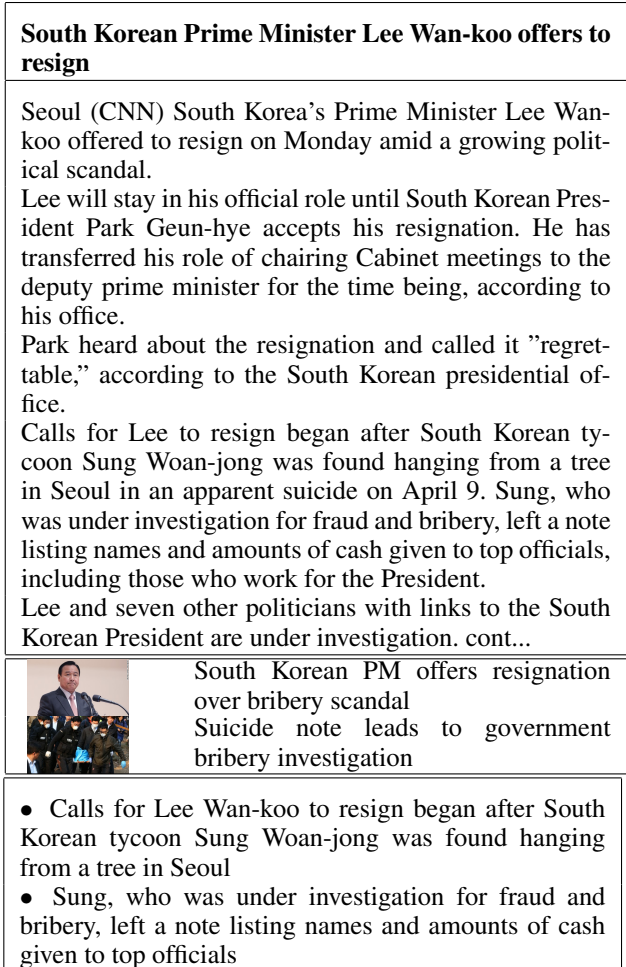 South Korean Prime Minister Lee Wan-koo offers to
resign
Seoul (CNN) South Korea's Prime Minister Lee Wan-
koo offered to resign on Monday amid a growing polit-
ical scandal.
Lee will stay in his official role until South Korean Pres-
ident Park Geun-hye accepts his resignation. He has
transferred his role of chairing Cabinet meetings to the
deputy prime minister for the time being, according to
his office.
Park heard about the resignation and called it ”regret-
table,” according to the South Korean presidential of-
fice.
Calls for Lee to resign began after South Korean ty-
coon Sung Woan-jong was found hanging from a tree
in Seoul in an apparent suicide on April 9. Sung, who
was under investigation for fraud and bribery, left a note
listing names and amounts of cash given to top officials,
including those who work for the President.
Lee and seven other politicians with links to the South
Korean President are under investigation. cont...
South Korean PM offers resignation
over bribery scandal
Suicide note leads to government
bribery investigation
• Calls for Lee Wan-koo to resign began after South
Korean tycoon Sung Woan-jong was found hanging
from a tree in Seoul
• Sung, who was under investigation for fraud and
bribery, left a note listing names and amounts of cash
given to top officials